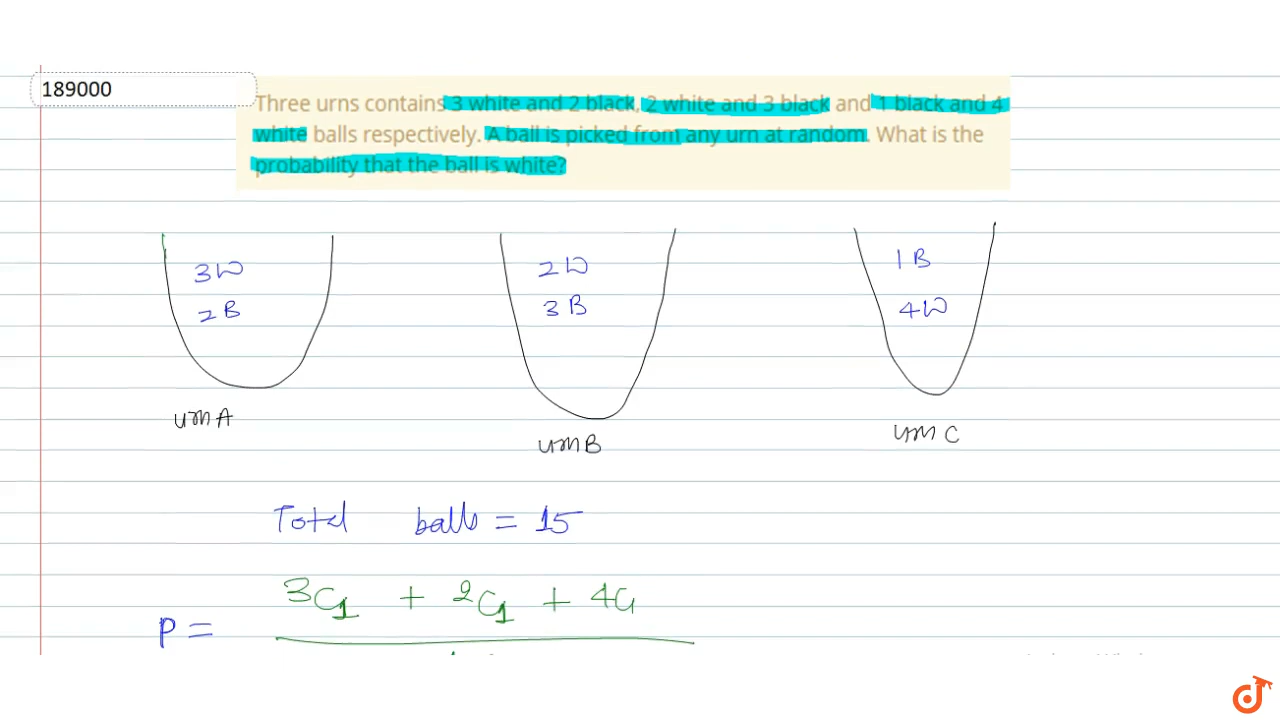 189000
Three urns contains 3 white and 2 black, 2 white and 3 black and 1 black and 4
white balls respectively. A ball is picked from any urn at random. What is the
probability that the ball is white?
3W 2W 1B
2B 3B 4W
urn A urn B urn C
Total balls = 15
3C1 + 2C1 + 4C1
P =